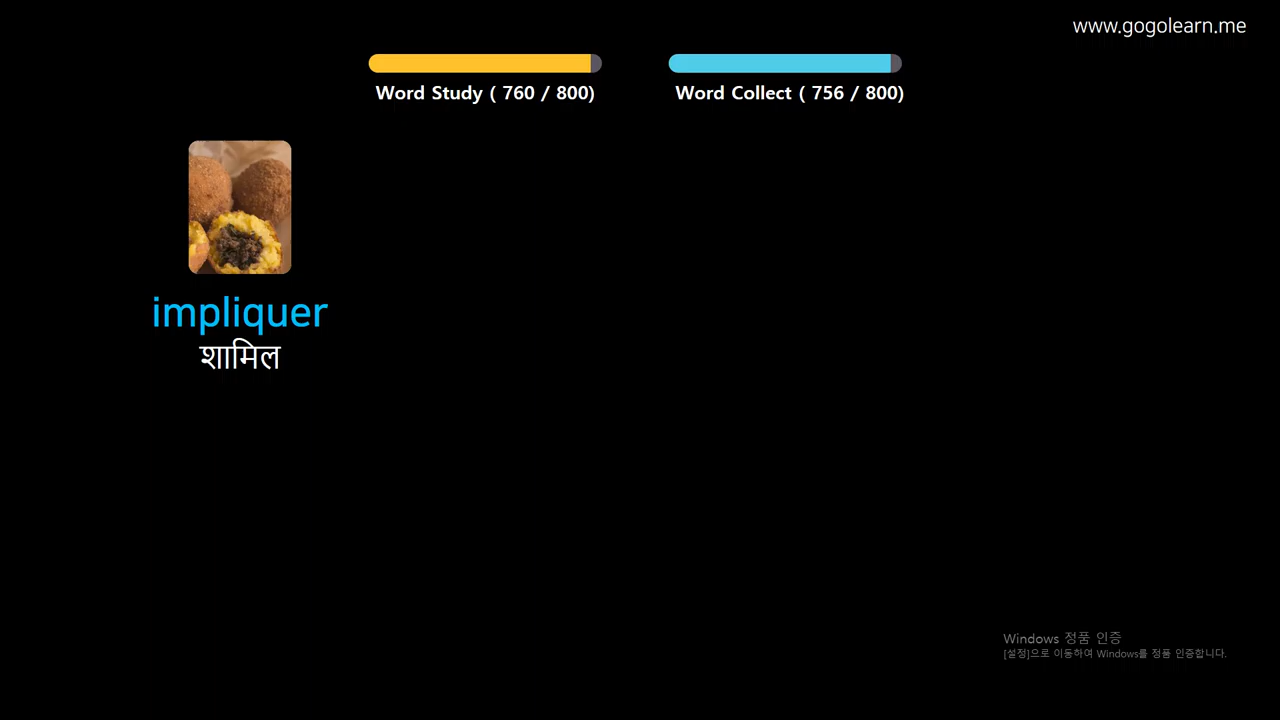 www.gogolearn.me
Word Study ( 760 / 800)
Word Collect ( 756 / 800)
impliquer
शामिल
Windows 정품 인증
[설정]으로 이동하여 Windows를 정품 인증합니다.